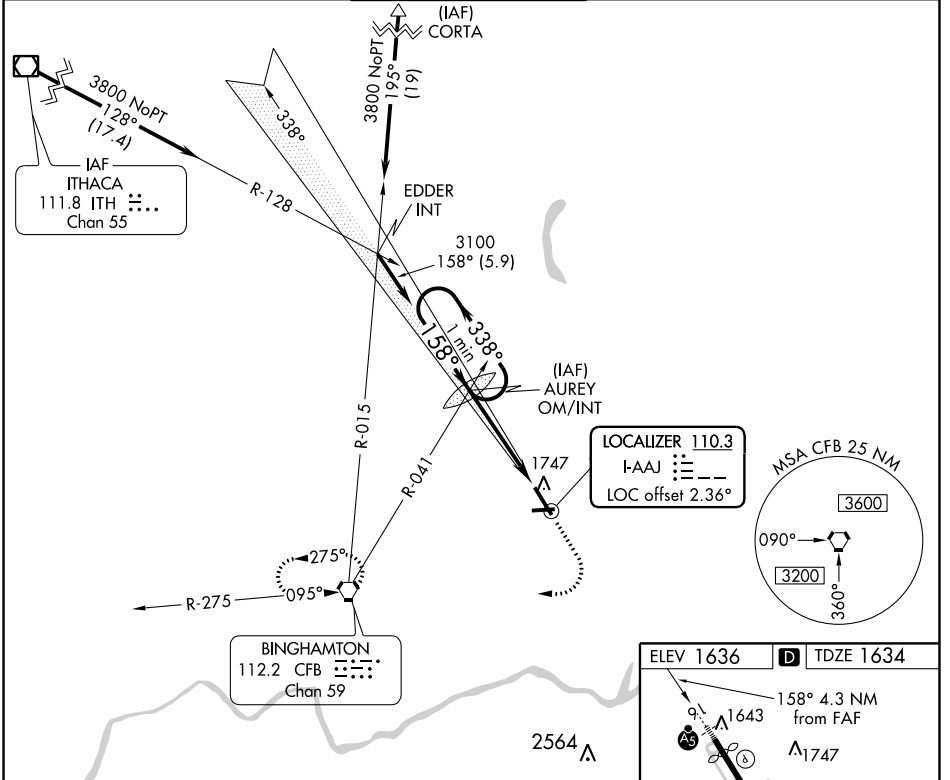 (IAF)
CORTA
3800 NoPT
195°
(19)
3800 NoPT
128°
(17.4)
338°
IAF
ITHACA
111.8 ITH
Chan 55
R-128
EDDER
INT
3100
158° (5.9)
338°
1 min
158°
(IAF)
AUREY
OM/INT
R-015
R-041
LOCALIZER 110.3
I-AAJ
LOC offset 2.36°
1747
MSA CFB 25 NM
3600
090°
3200
360°
275°
095°
R-275
BINGHAMTON
112.2 CFB
Chan 59
ELEV 1636
D
TDZE 1634
158° 4.3 NM
from FAF
1643
A5
1747
2564